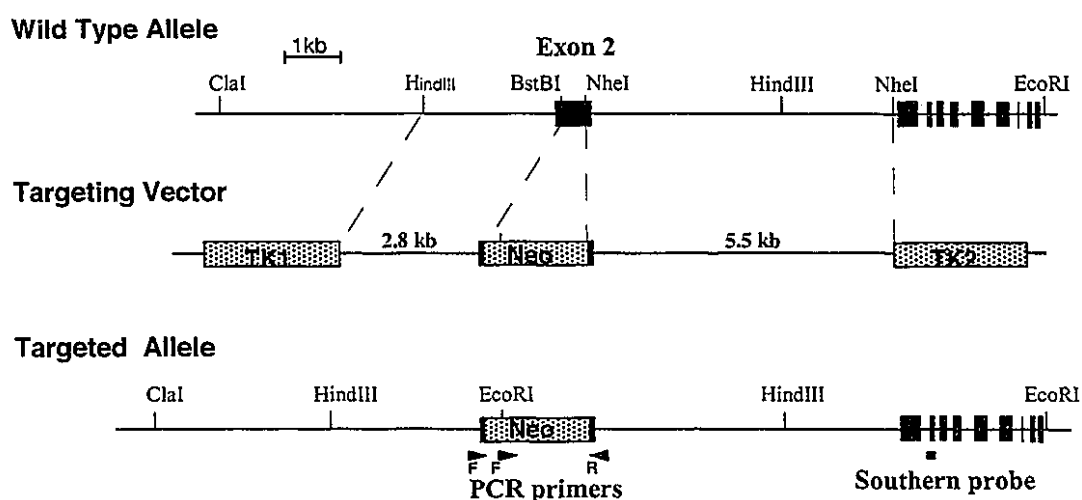 Wild Type Allele
1kb
Exon 2
ClaI HindIII BstBI NheI HindIII NheI EcoRI
Targeting Vector
TK1 2.8 kb Neo 5.5 kb TK2
Targeted Allele
ClaI HindIII EcoRI HindIII EcoRI
Neo
F F R
PCR primers Southern probe